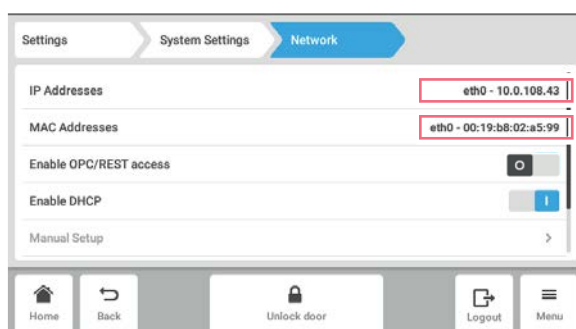 Settings System Settings Network
IP Addresses eth0 - 10.0.108.43
MAC Addresses eth0 - 00:19:b8:02:a5:99
Enable OPC/REST access O
Enable DHCP I
Manual Setup >
Home Back Unlock door Logout Menu